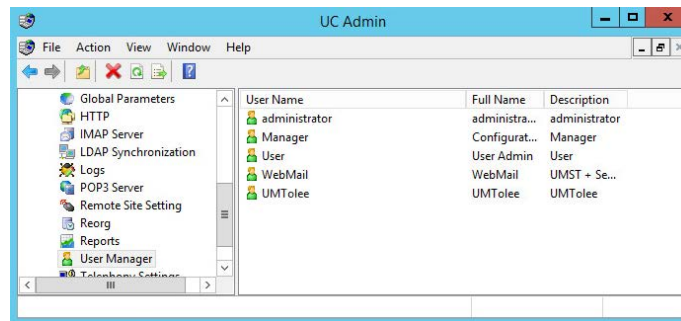 UC Admin
File Action View Window Help
Global Parameters
HTTP
IMAP Server
LDAP Synchronization
Logs
POP3 Server
Remote Site Setting
Reorg
Reports
User Manager
Telephony Settings
User Name Full Name Description
administrator administra... administrator
Manager Configurat... Manager
User User Admin User
WebMail WebMail UMST + Se...
UMTolee UMTolee UMTolee